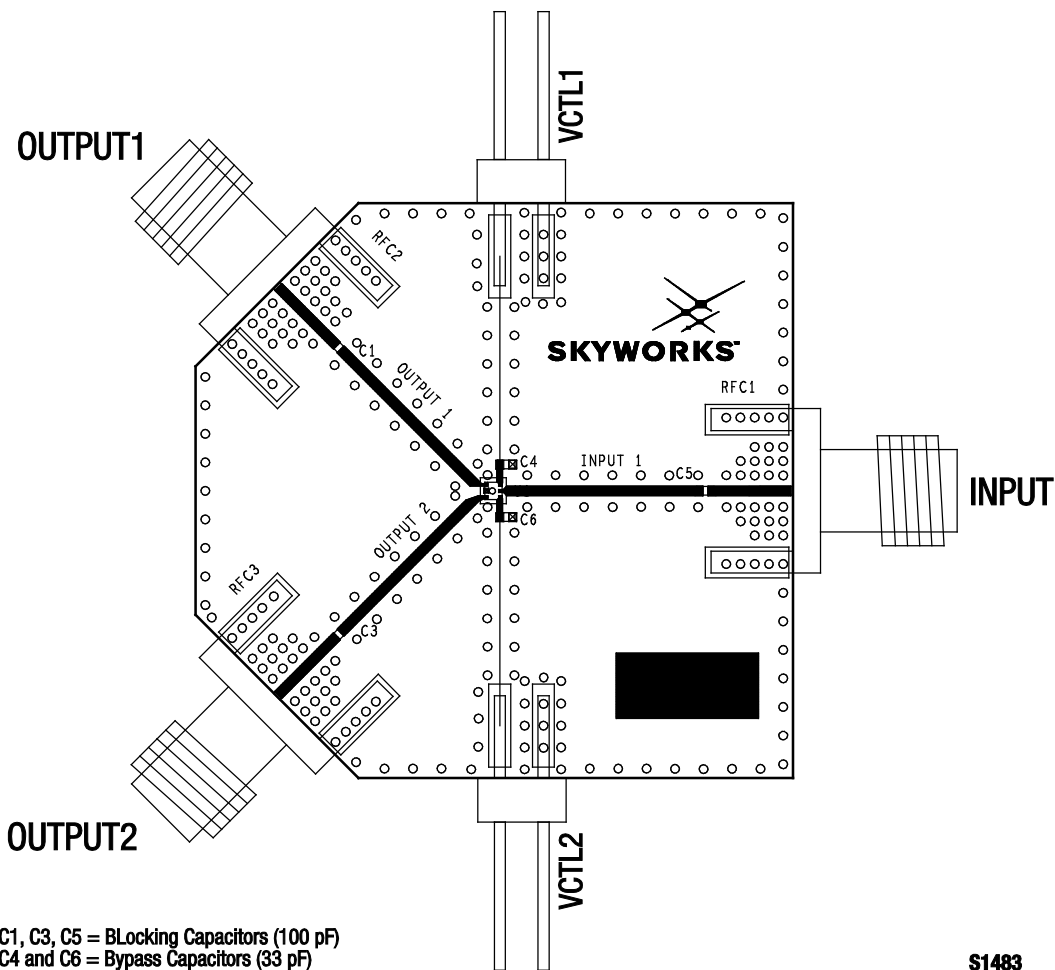 VCTL1
OUTPUT1
RFC2
SKYWORKS™
C1
OUTPUT 1
RFC1
C4
INPUT 1
C5
INPUT
C6
OUTPUT 2
RFC3
C3
OUTPUT2
VCTL2
C1, C3, C5 = BLocking Capacitors (100 pF)
C4 and C6 = Bypass Capacitors (33 pF)
S1483